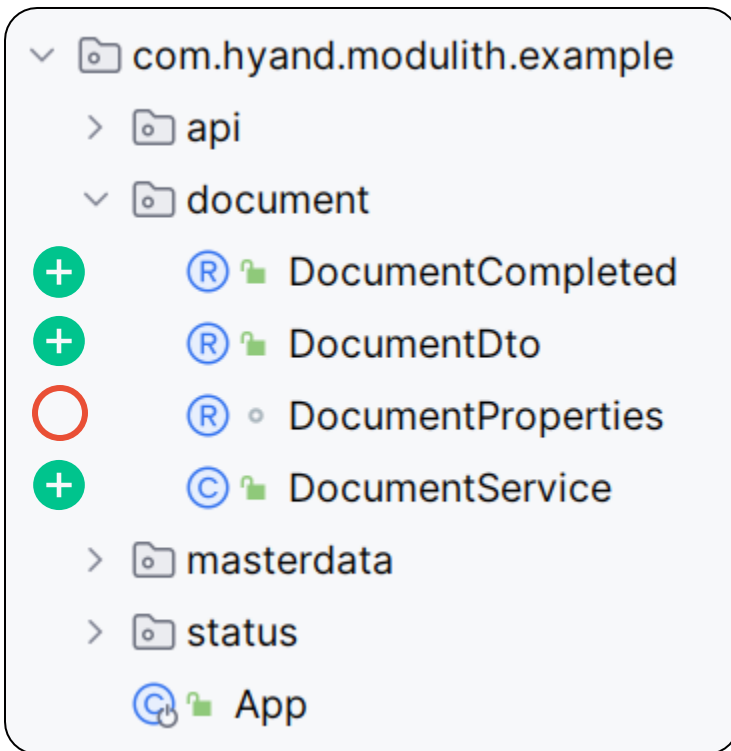 com.hyand.modulith.example
api
document
R DocumentCompleted
R DocumentDto
R DocumentProperties
C DocumentService
masterdata
status
C App